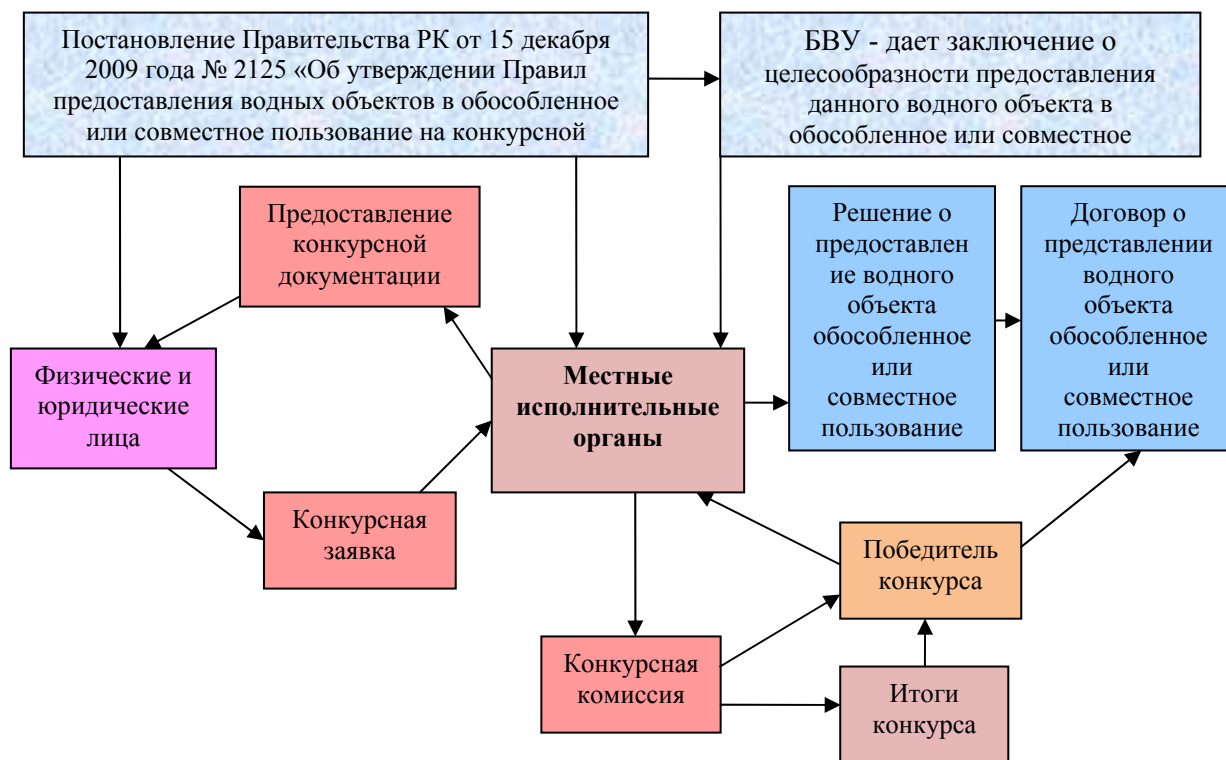 Постановление Правительства РК от 15 декабря
2009 года № 2125 «Об утверждении Правил
предоставления водных объектов в обособленное
или совместное пользование на конкурсной
БВУ - дает заключение о
целесообразности предоставления
данного водного объекта в
обособленное или совместное
Предоставление
конкурсной
документации
Решение о
предоставлен
ие водного
объекта
обособленное
или
совместное
пользование
Договор о
представлении
водного
объекта
обособленное
или
совместное
пользование
Физические и
юридические
лица
Местные
исполнительные
органы
Конкурсная
заявка
Победитель
конкурса
Конкурсная
комиссия
Итоги
конкурса